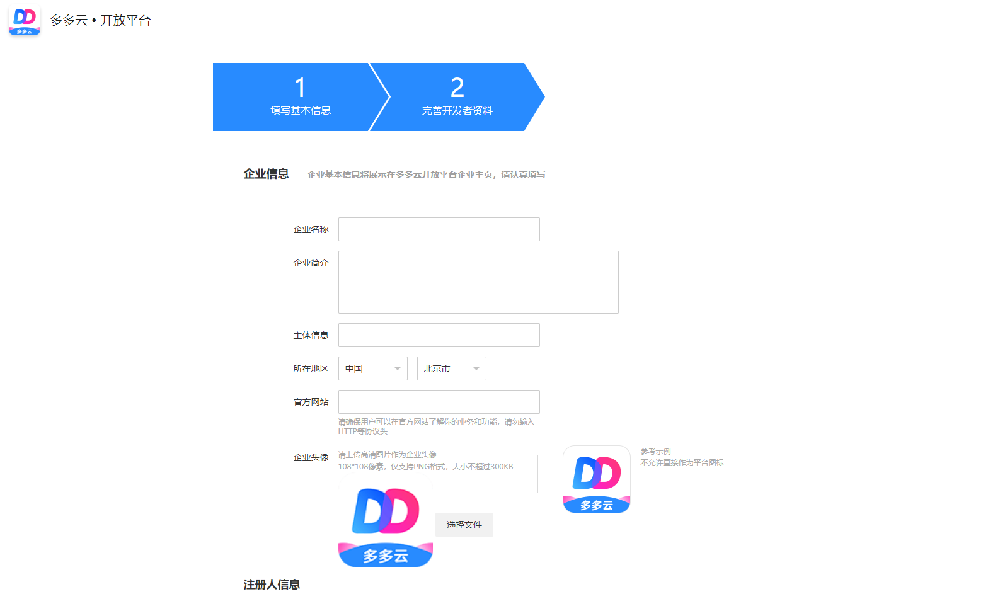 多多云
多多云 • 开放平台
1
填写基本信息
2
完善开发者资料
企业信息
企业基本信息将展示在多多云开放平台企业主页，请认真填写
企业名称
企业简介
主体信息
所在地区
中国
北京市
官方网站
请确保用户可以在官方网站了解你的业务和功能，请勿输入
HTTP等协议头
企业头像
请上传高清图片作为企业头像
108*108像素，仅支持PNG格式，大小不超过300KB
DD
多多云
选择文件
DD
多多云
参考示例
不允许直接作为平台图标
注册人信息